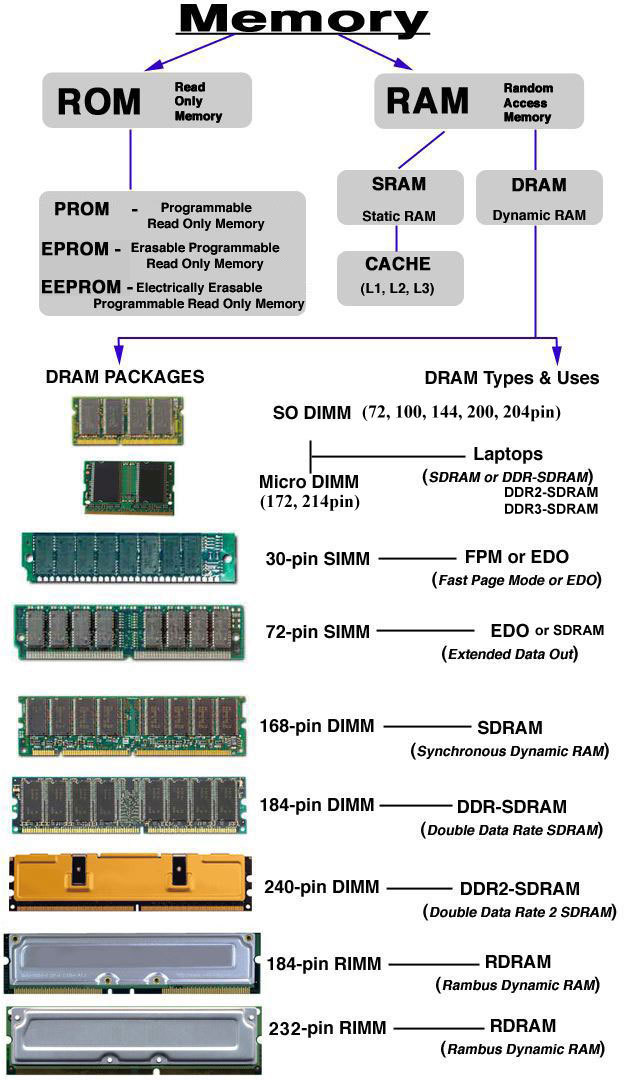 Memory
ROM
Read
Only
Memory
RAM
Random
Access
Memory
PROM - Programmable
Read Only Memory
EPROM - Erasable Programmable
Read Only Memory
EEPROM - Electrically Erasable
Programmable Read Only Memory
SRAM
Static RAM
DRAM
Dynamic RAM
CACHE
(L1, L2, L3)
DRAM PACKAGES
DRAM Types & Uses
SO DIMM (72, 100, 144, 200, 204pin)
Laptops
Micro DIMM
(172, 214pin)
(SDRAM or DDR-SDRAM)
DDR2-SDRAM
DDR3-SDRAM
30-pin SIMM
FPM or EDO
(Fast Page Mode or EDO)
72-pin SIMM
EDO or SDRAM
(Extended Data Out)
168-pin DIMM
SDRAM
(Synchronous Dynamic RAM)
184-pin DIMM
DDR-SDRAM
(Double Data Rate SDRAM)
240-pin DIMM
DDR2-SDRAM
(Double Data Rate 2 SDRAM)
184-pin RIMM
RDRAM
(Rambus Dynamic RAM)
232-pin RIMM
RDRAM
(Rambus Dynamic RAM)